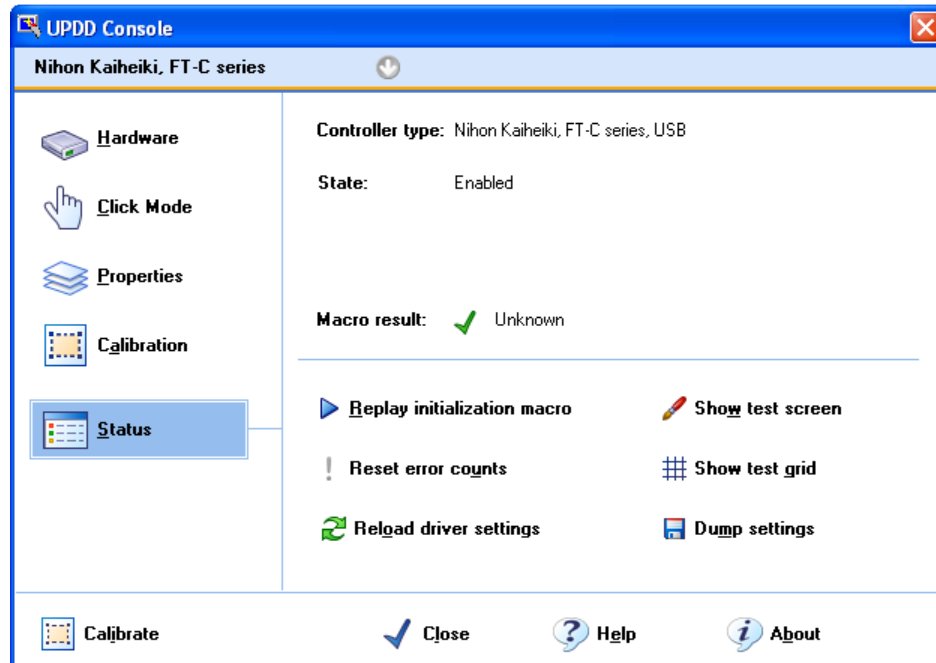 UPDD Console
Nihon Kaiheiki, FT-C series
Hardware
Click Mode
Properties
Calibration
Status
Controller type: Nihon Kaiheiki, FT-C series, USB
State: Enabled
Macro result: Unknown
Replay initialization macro
Show test screen
Reset error counts
Show test grid
Reload driver settings
Dump settings
Calibrate
Close
Help
About